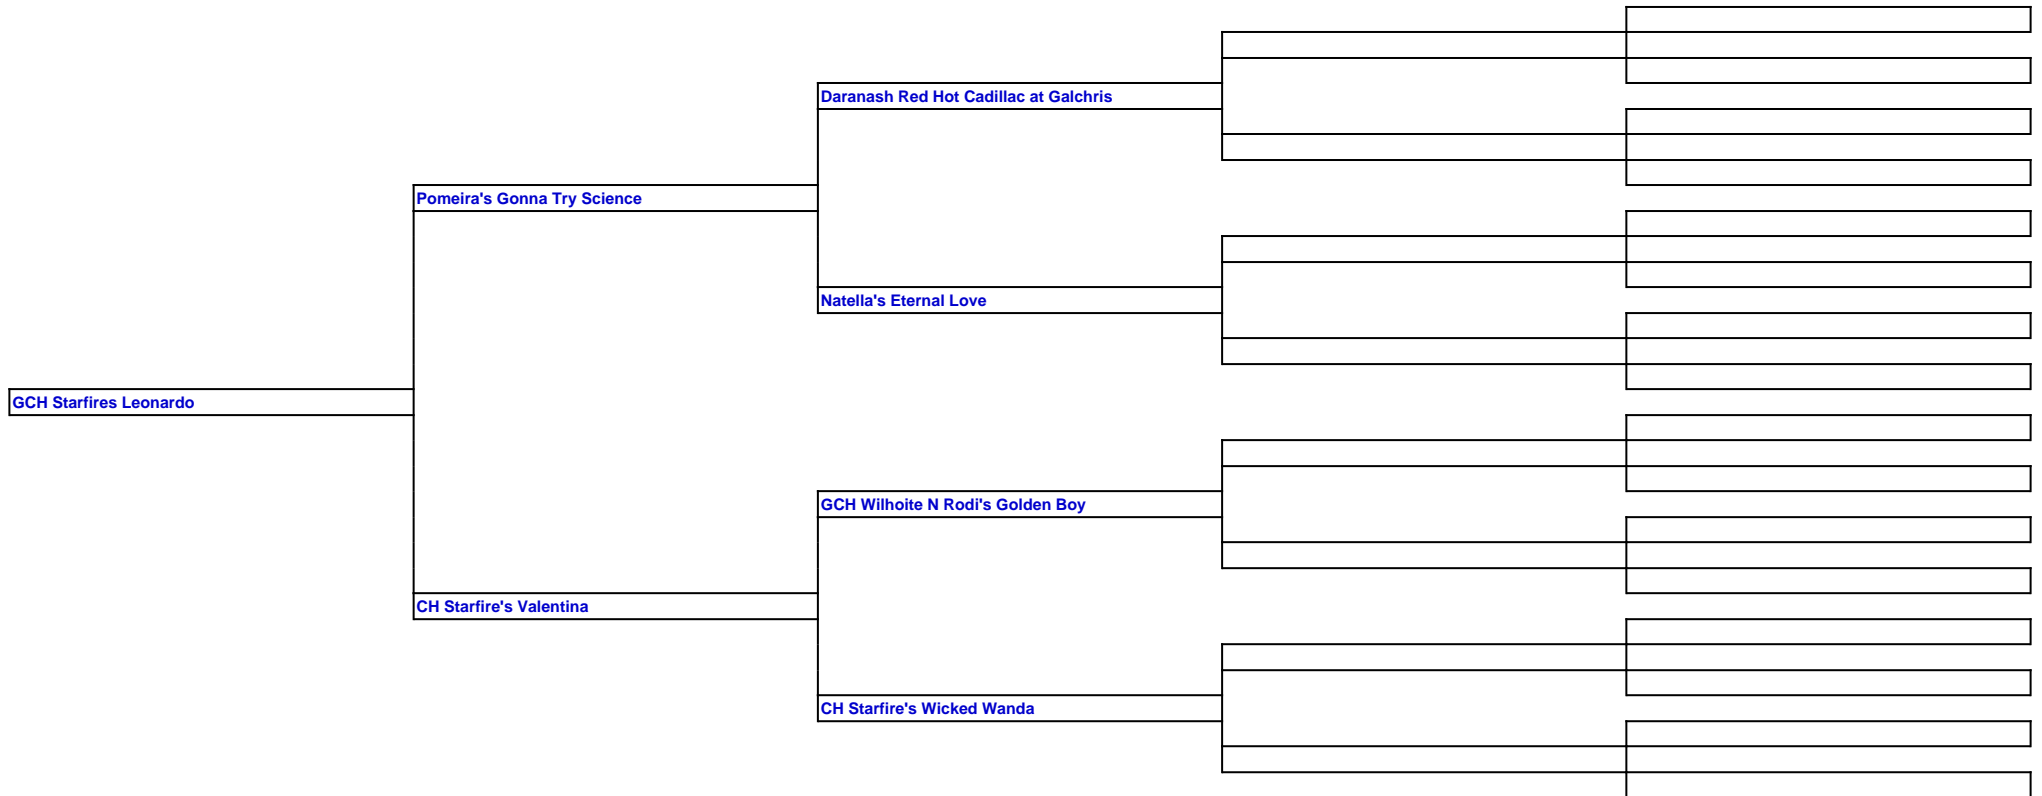 Daranash Red Hot Cadillac at Galchris
Pomeira's Gonna Try Science
Natella's Eternal Love
GCH Starfires Leonardo
GCH Wilhoite N Rodi's Golden Boy
CH Starfire's Valentina
CH Starfire's Wicked Wanda